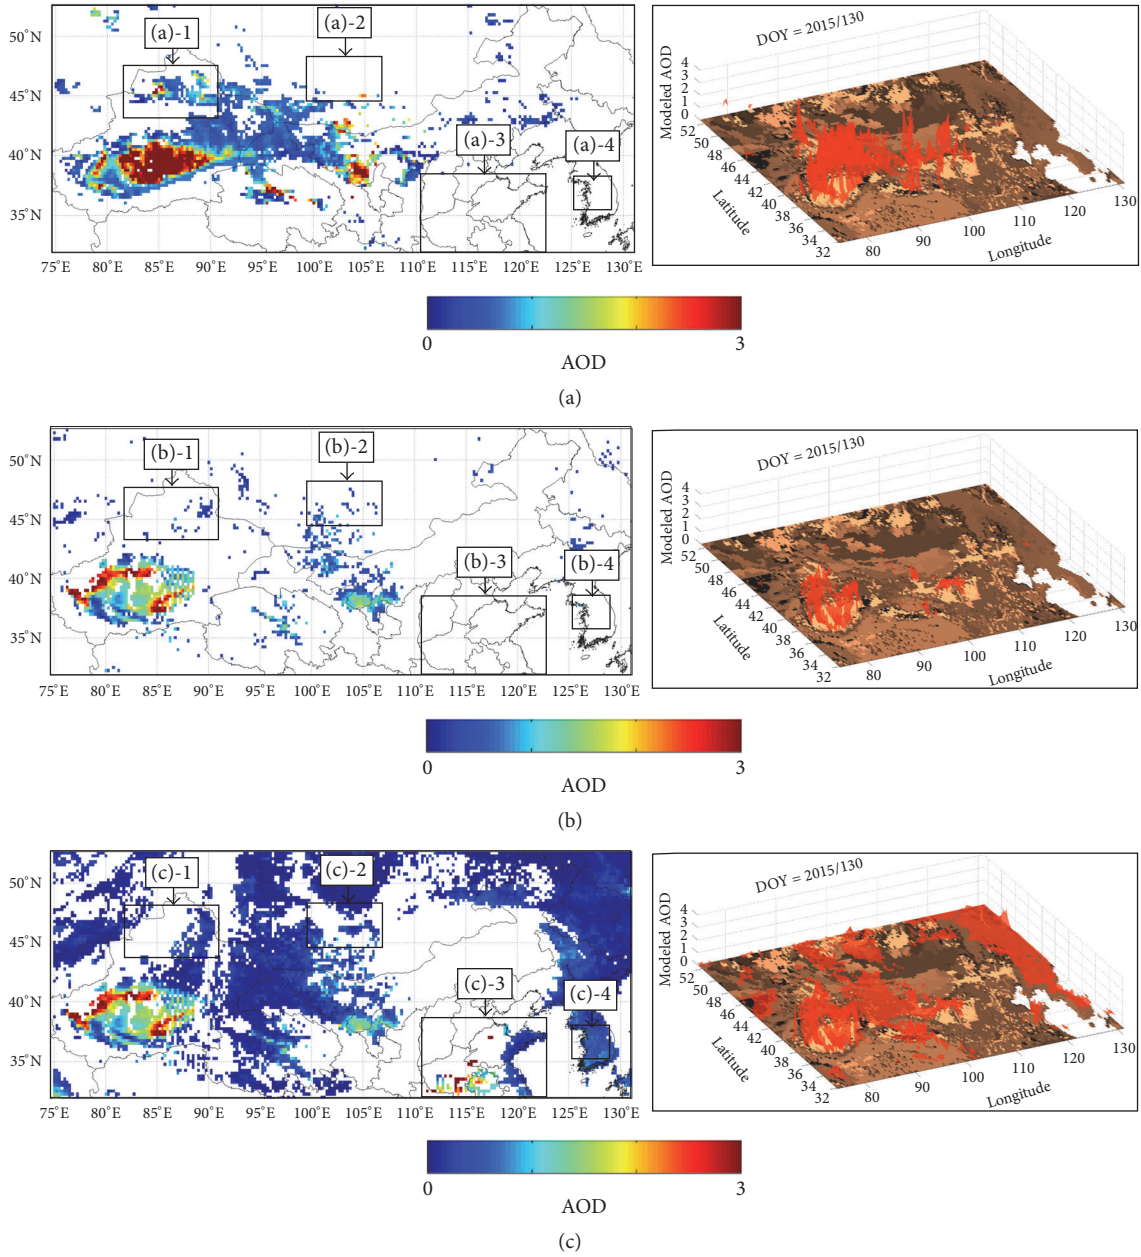 50°N
45°N
40°N
35°N
(a)-1
(a)-2
(a)-3
(a)-4
75°E 80°E 85°E 90°E 95°E 100°E 105°E 110°E 115°E 120°E 125°E 130°E
DOY = 2015/130
Modeled AOD
4
3
2
1
0
52
50
48
46
44
42
40
38
36
34
32
Latitude
80
90
100
110
120
130
Longitude
0
3
AOD
(a)
50°N
45°N
40°N
35°N
(b)-1
(b)-2
(b)-3
(b)-4
75°E 80°E 85°E 90°E 95°E 100°E 105°E 110°E 115°E 120°E 125°E 130°E
DOY = 2015/130
Modeled AOD
4
3
2
1
0
52
50
48
46
44
42
40
38
36
34
32
Latitude
80
90
100
110
120
130
Longitude
0
3
AOD
(b)
50°N
45°N
40°N
35°N
(c)-1
(c)-2
(c)-3
(c)-4
75°E 80°E 85°E 90°E 95°E 100°E 105°E 110°E 115°E 120°E 125°E 130°E
DOY = 2015/130
Modeled AOD
4
3
2
1
0
52
50
48
46
44
42
40
38
36
34
32
Latitude
80
90
100
110
120
130
Longitude
0
3
AOD
(c)